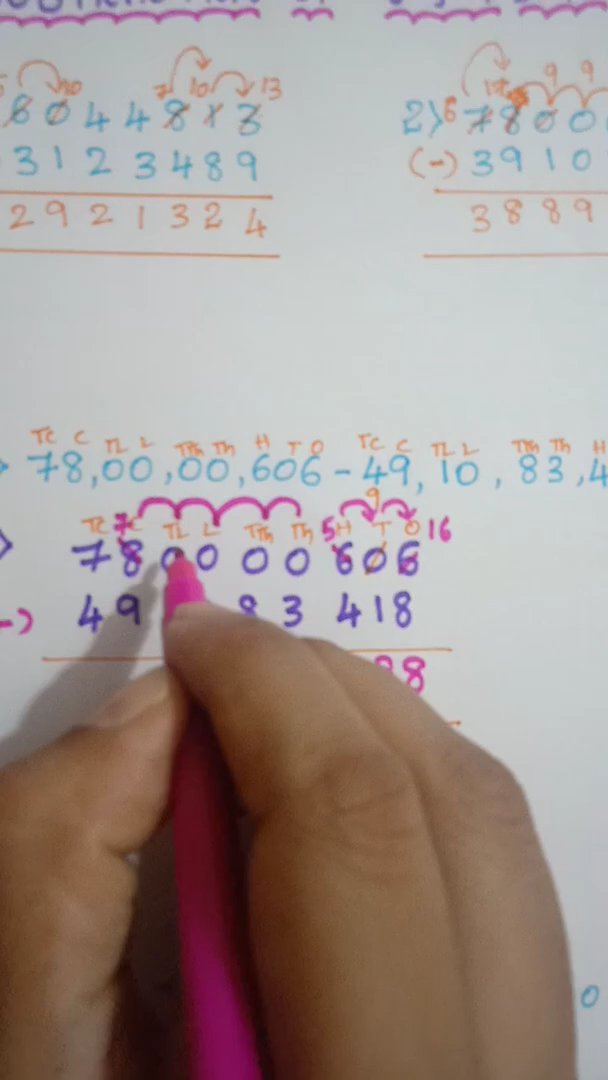 10 7 10 13
6 0 4 4 8 1 3
3 1 2 3 4 8 9
2 9 2 1 3 2 4
9 9
2) 6 7 8 0 0
(-) 3 9 1 0
3 8 8 9
TC C TL L TTh Th H T O TC C TL L TTh Th H
78,00,00,606 - 49,10,83,4
7 5 9 16
TC C TL L TTh Th H T O
7 8 0 0 0 0 6 0 6
-) 4 9 8 3 4 1 8
8 8
0